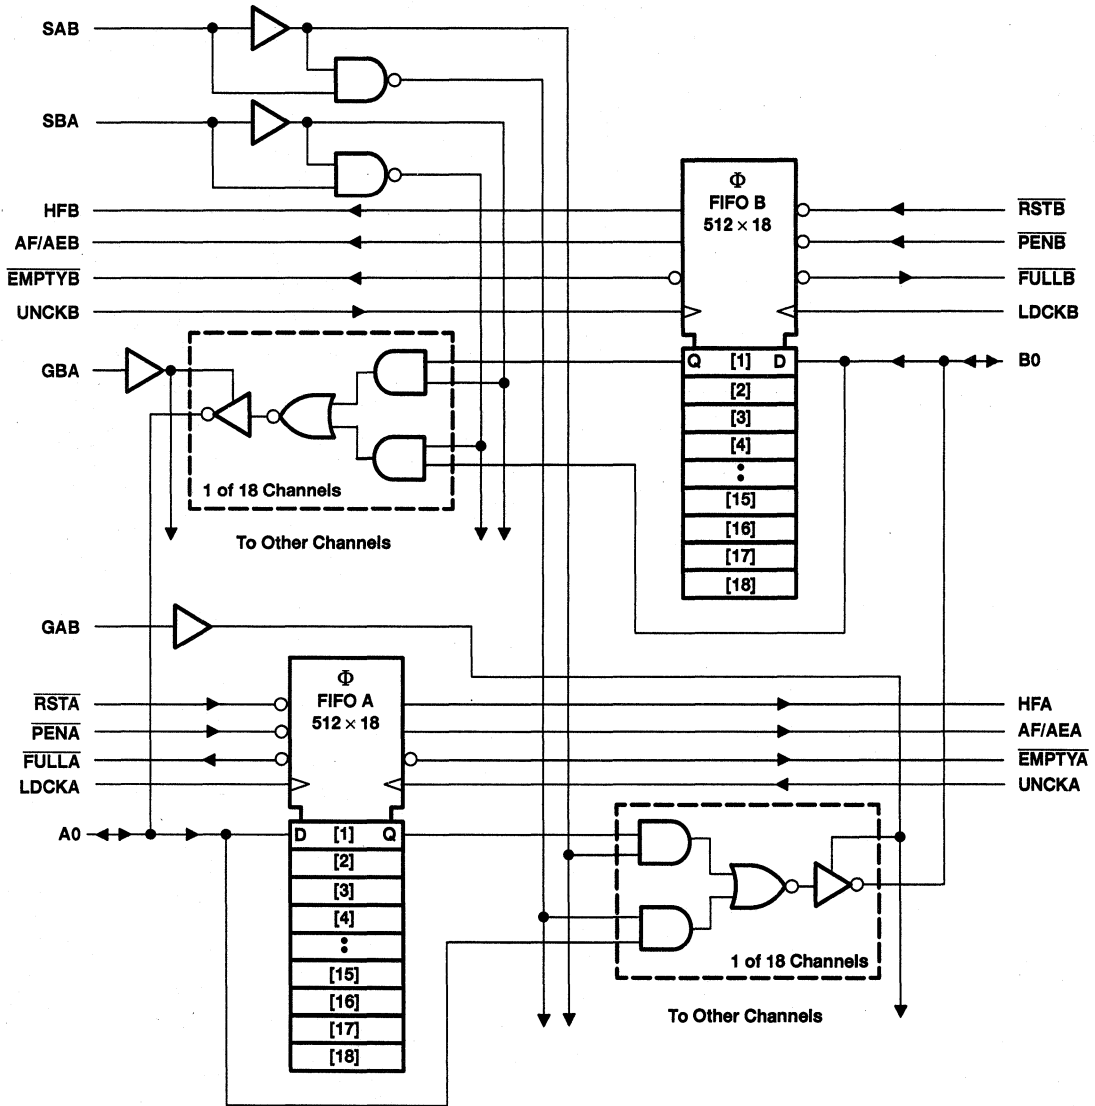 SAB
SBA
HFB
AF/AEB
EMPTYB
UNCKB
GBA
Φ
FIFO B
512 × 18
RSTB
PENB
FULLB
LDCKB
B0
Q [1] D
[2]
[3]
[4]
[15]
[16]
[17]
[18]
1 of 18 Channels
To Other Channels
GAB
RSTA
PENA
FULLA
LDCKA
A0
Φ
FIFO A
512 × 18
HFA
AF/AEA
EMPTYA
UNCKA
D [1] Q
[2]
[3]
[4]
[15]
[16]
[17]
[18]
1 of 18 Channels
To Other Channels